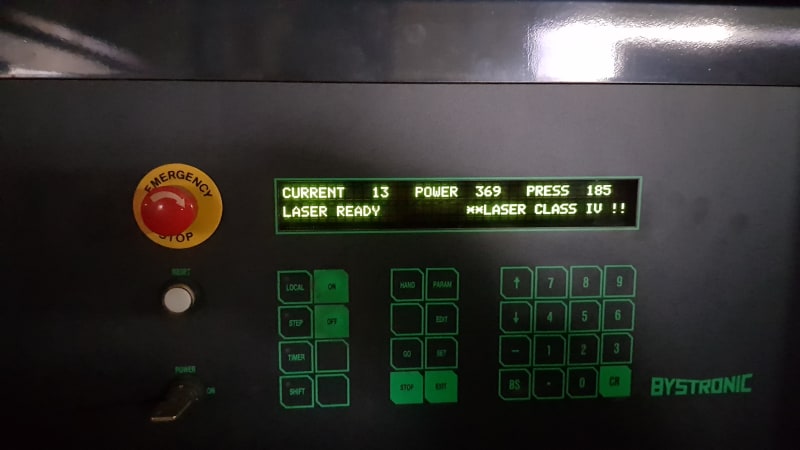 EMERGENCY
STOP
CURRENT 13 POWER 369 PRESS 185
LASER READY **LASER CLASS IV !!
RESET
POWER
ON
LOCAL ON
STEP OFF
TIMER
SHIFT
HAND PARAM
EDIT
GO SET
STOP EXIT
↑ 7 8 9
↓ 4 5 6
- 1 2 3
BS . 0 CR
BYSTRONIC